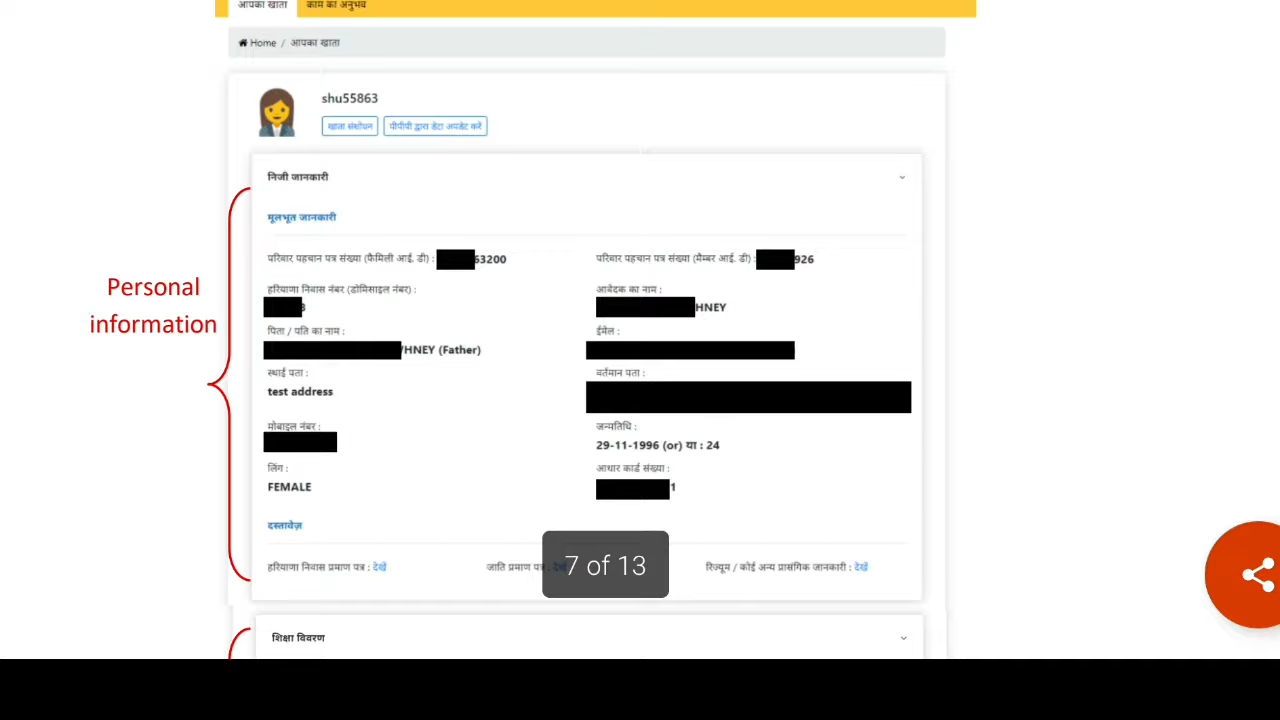 आपका खाता काम का अनुभव
Home / आपका खाता
shu55863
खाता संशोधन पीपीपी द्वारा डेटा अपडेट करें
निजी जानकारी
मूलभूत जानकारी
परिवार पहचान पत्र संख्या (फैमिली आई. डी) : 63200 परिवार पहचान पत्र संख्या (मैम्बर आई. डी) : 926
हरियाणा निवास नंबर (डोमिसाइल नंबर) : आवेदक का नाम :
HNEY
Personal
information
पिता / पति का नाम : ईमेल :
HNEY (Father)
स्थाई पता : वर्तमान पता :
test address
मोबाइल नंबर : जन्मतिथि :
29-11-1996 (or) या : 24
लिंग : आधार कार्ड संख्या :
FEMALE 1
दस्तावेज़
हरियाणा निवास प्रमाण पत्र : देखें जाति प्रमाण पत्र रिज्यूम / कोई अन्य प्रासंगिक जानकारी : देखें
7 of 13
शिक्षा विवरण